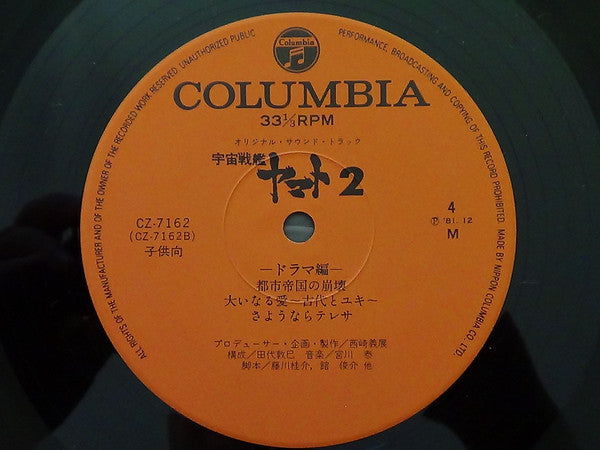 ALL RIGHTS OF THE MANUFACTURER AND OF THE OWNER OF THE RECORDED WORK RESERVED. UNAUTHORIZED PUBLIC
PERFORMANCE, BROADCASTING AND COPYING OF THIS RECORD PROHIBITED. MADE BY NIPPON COLUMBIA CO., LTD.
Columbia
COLUMBIA
33⅓RPM
オリジナル・サウンド・トラック
宇宙戦艦
ヤマト2
CZ-7162
(CZ-7162B)
子供向
4
Ⓟ '81. 12
M
―ドラマ編―
都市帝国の崩壊
大いなる愛〜古代とユキ〜
さようならテレサ
プロデューサー・企画・製作/西崎義展
構成/田代敦巳 音楽/宮川 泰
脚本/藤川桂介, 館 俊介 他